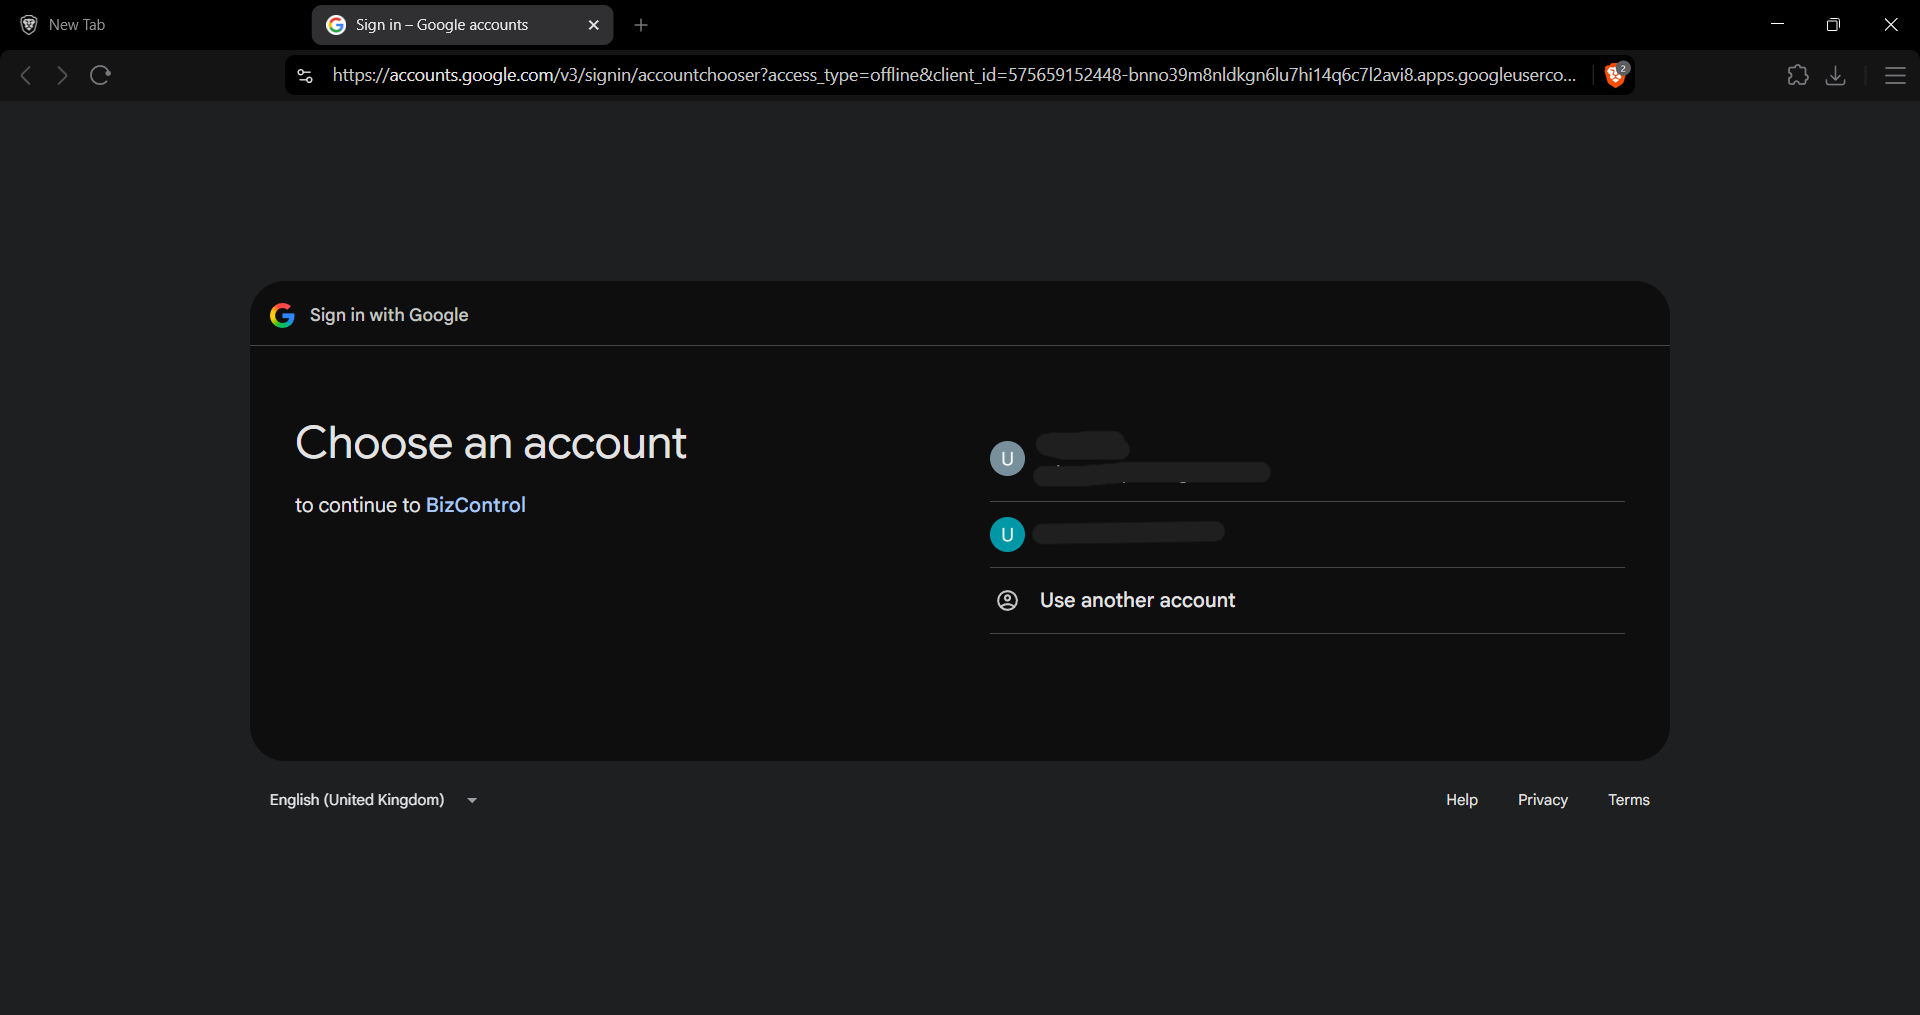 New Tab
Sign in – Google accounts
https://accounts.google.com/v3/signin/accountchooser?access_type=offline&client_id=575659152448-bnno39m8nldkgn6lu7hi14q6c7l2avi8.apps.googleuserco...
2
Sign in with Google
Choose an account
to continue to BizControl
U
U
Use another account
English (United Kingdom)
Help
Privacy
Terms